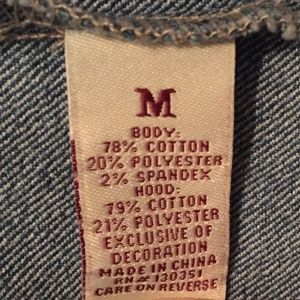 M
BODY:
78% COTTON
20% POLYESTER
2% SPANDEX
HOOD:
79% COTTON
21% POLYESTER
EXCLUSIVE OF
DECORATION
MADE IN CHINA
RN# 130351
CARE ON REVERSE